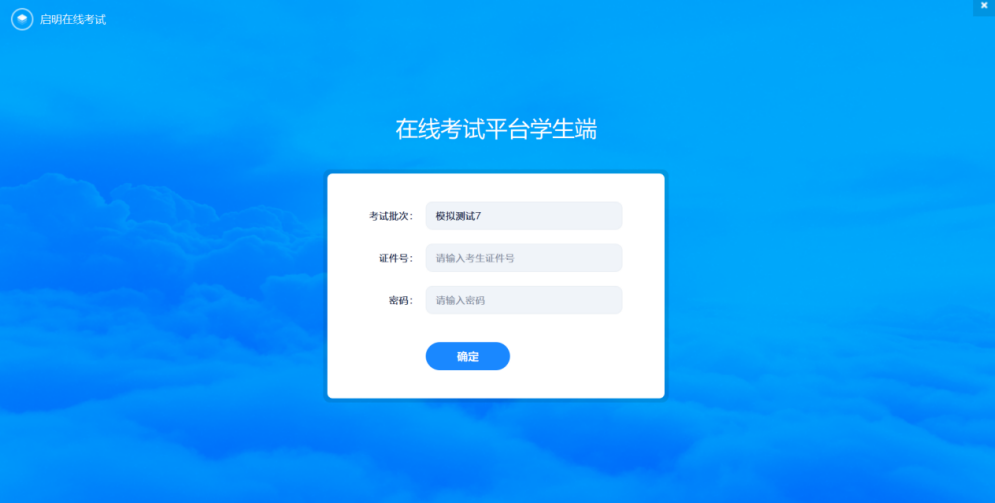 启明在线考试
在线考试平台学生端
考试批次： 模拟测试7
证件号： 请输入考生证件号
密码： 请输入密码
确定